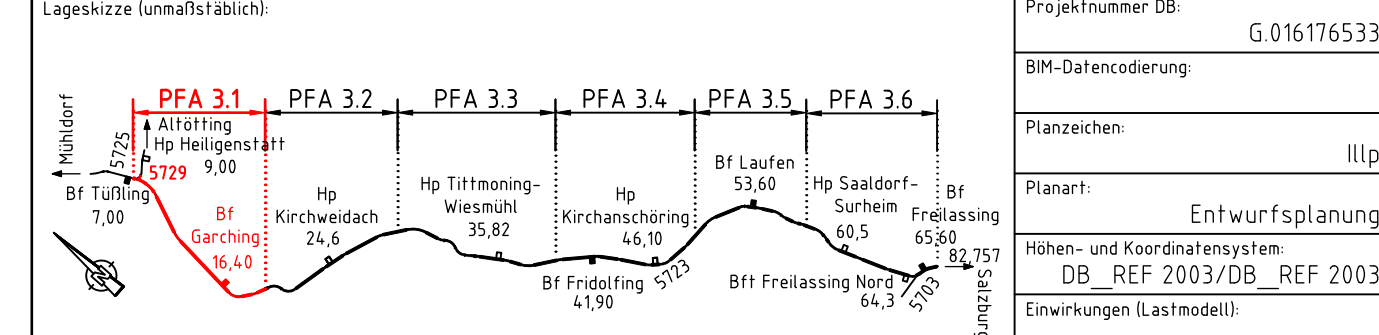 Lageskizze (unmaßstäblich):
PFA 3.1
PFA 3.2
PFA 3.3
PFA 3.4
PFA 3.5
PFA 3.6
Mühldorf
5725
Altötting
Hp Heiligenstatt
9,00
5729
Bf Tüßling
7,00
Bf
Garching
16,40
Hp
Kirchweidach
24,6
Hp Tittmoning-
Wiesmühl
35,82
Hp
Kirchanschöring
46,10
Bf Fridolfing
41,90
5723
Bf Laufen
53,60
Hp Saaldorf-
Surheim
60,5
Bf
Freilassing
65,60
82,757
Bft Freilassing Nord
64,3
5703
Salzburg
Projektnummer DB:
G.016176533
BIM-Datencodierung:
Planzeichen:
Illp
Planart:
Entwurfsplanung
Höhen- und Koordinatensystem:
DB_REF 2003/DB_REF 2003
Einwirkungen (Lastmodell):